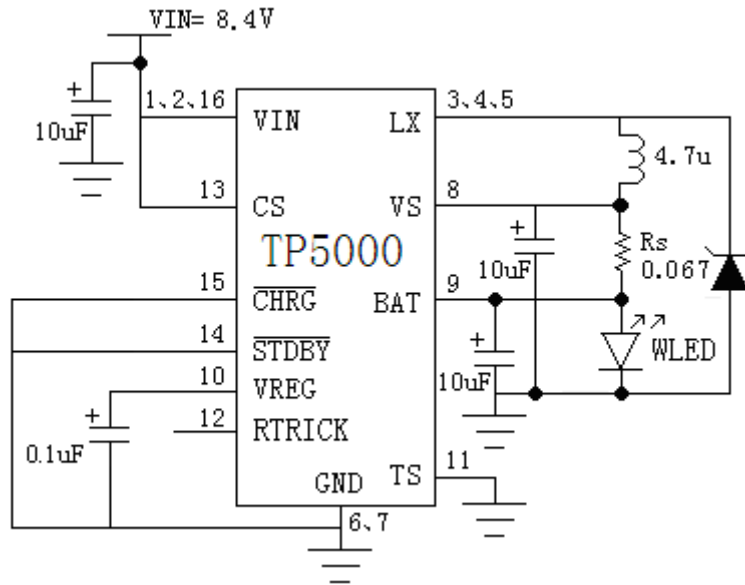 VIN= 8.4V
+
10uF
1、2、16
VIN
LX
3、4、5
4.7u
13
CS
VS
8
TP5000
+
10uF
Rs
0.067
15
CHRG
BAT
9
14
STDBY
+
10uF
WLED
10
VREG
+
0.1uF
12
RTRICK
TS
11
GND
6、7